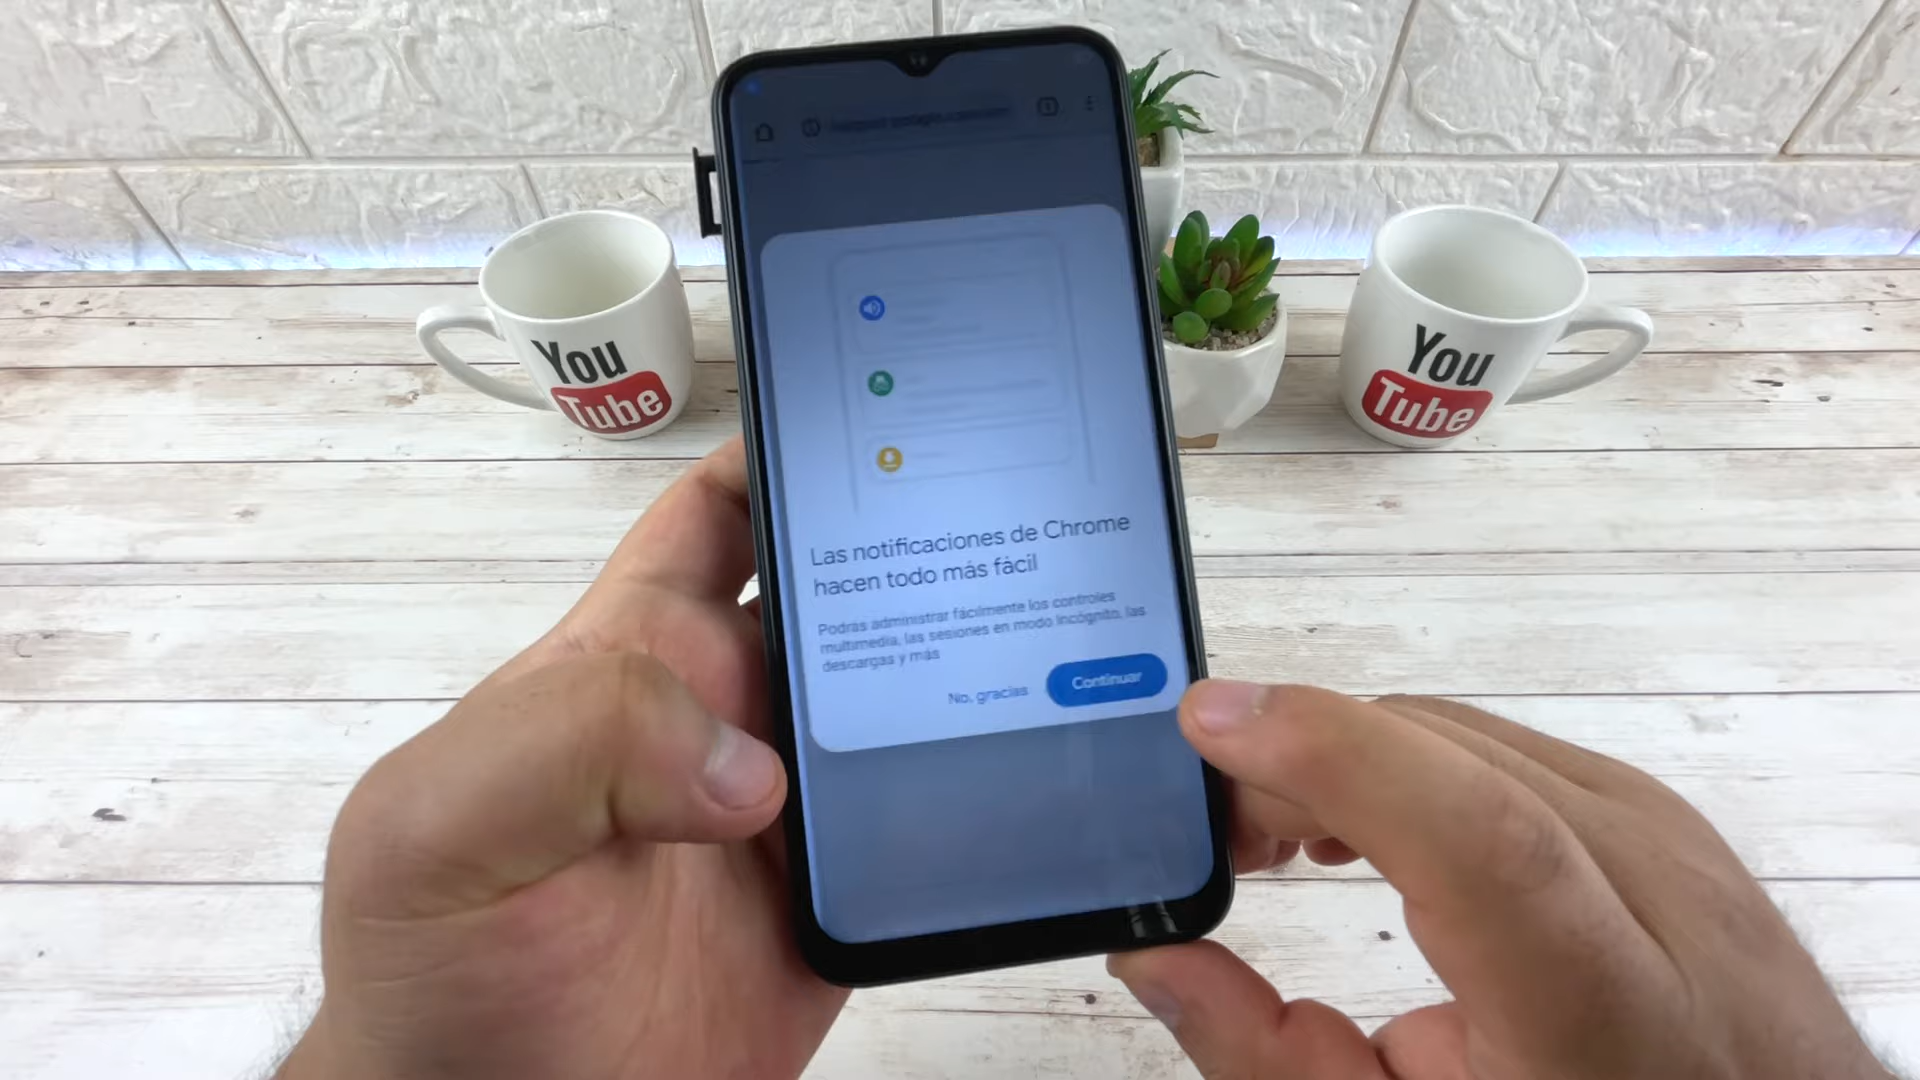 You
Tube
You
Tube
Las notificaciones de Chrome
hacen todo más fácil
Podrás administrar fácilmente los controles
multimedia, las sesiones en modo Incógnito, las
descargas y más
No, gracias
Continuar